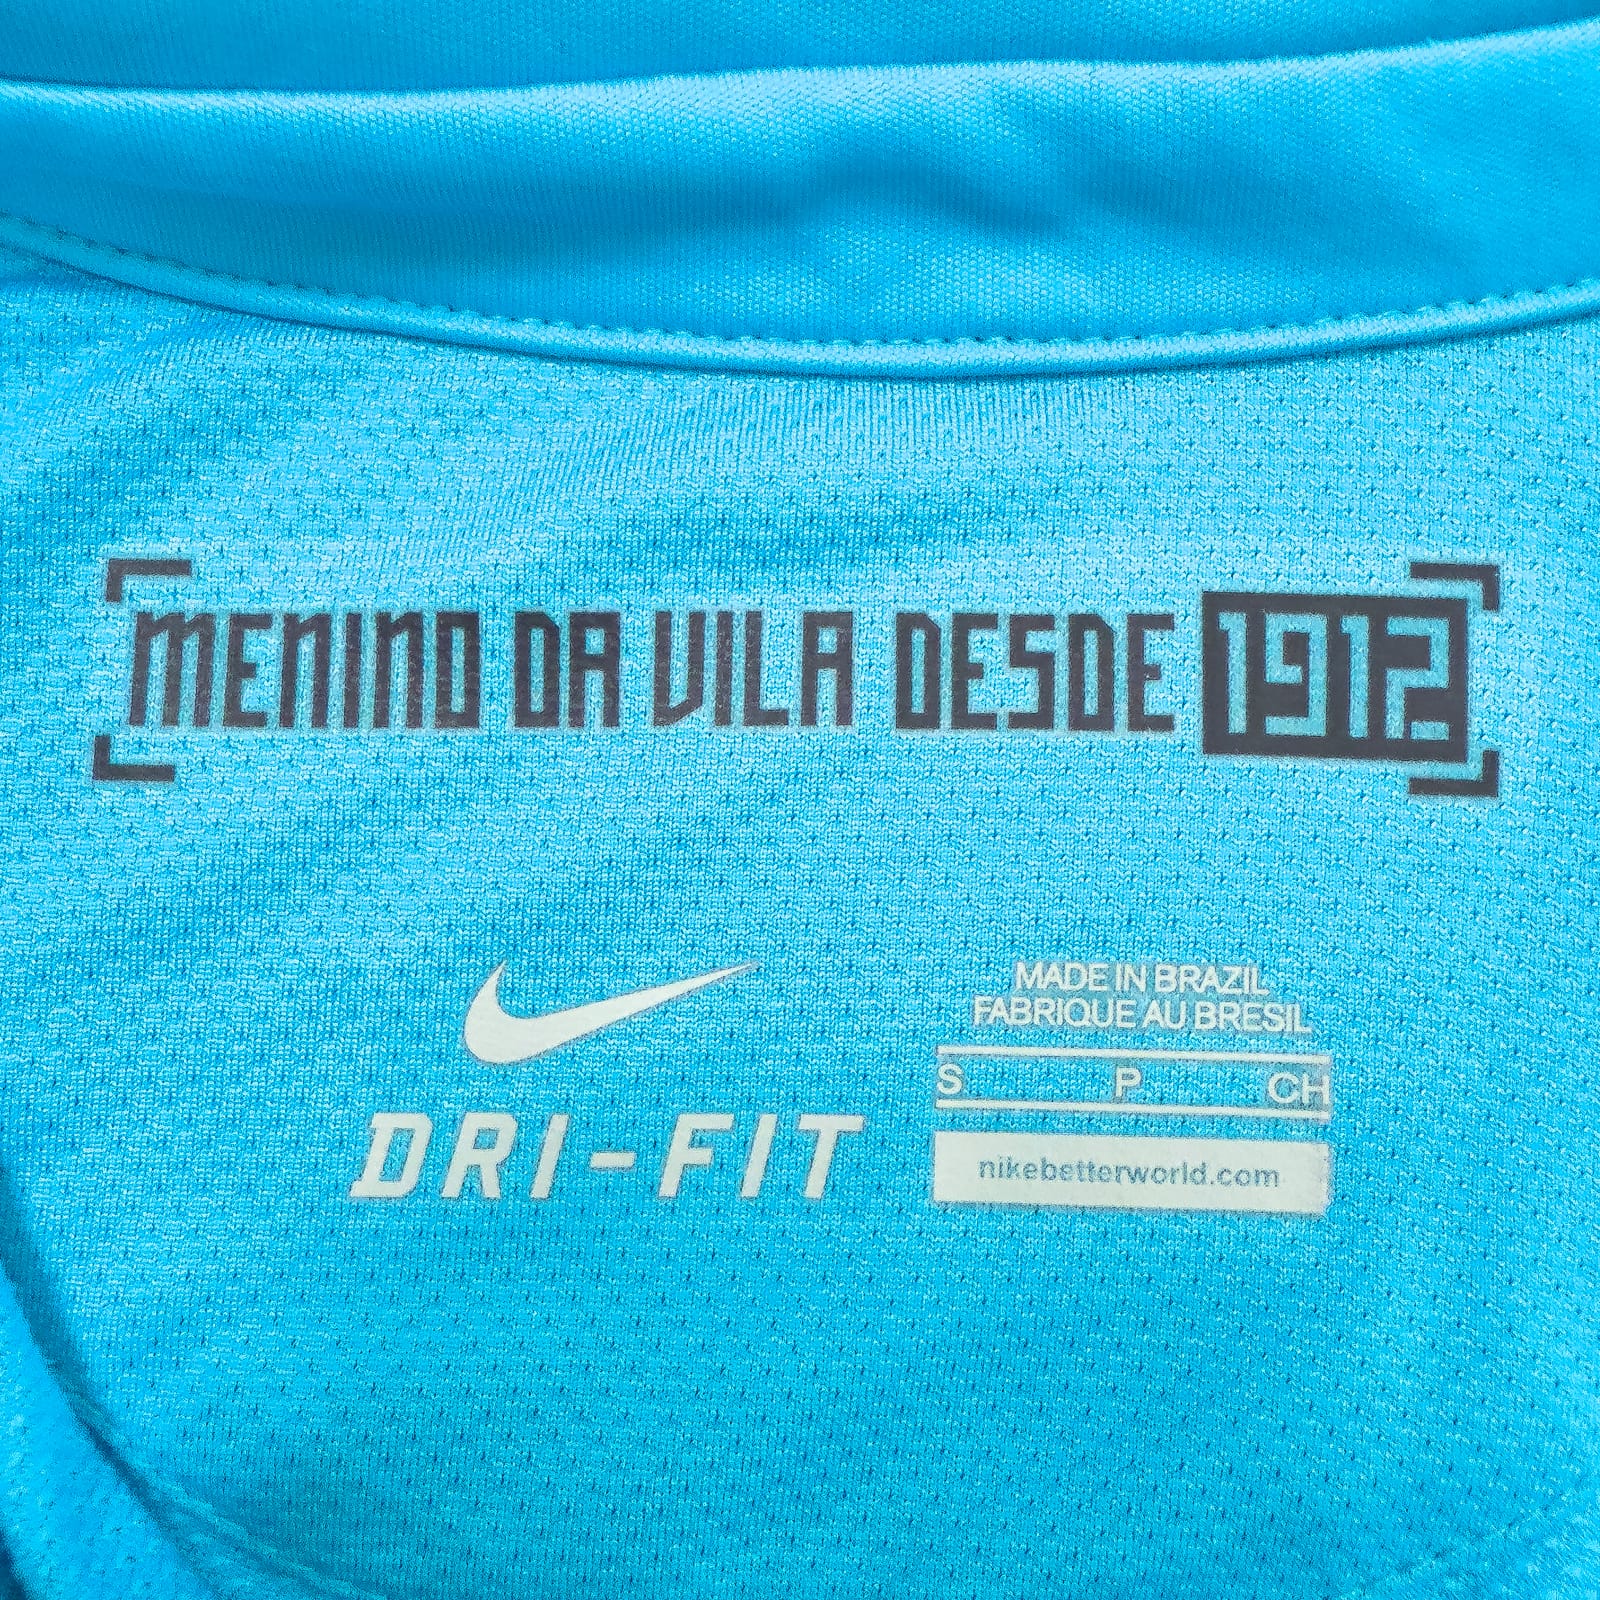 MENINO DA VILA DESDE 1912
DRI-FIT
MADE IN BRAZIL
FABRIQUE AU BRESIL
S P CH
nikebetterworld.com